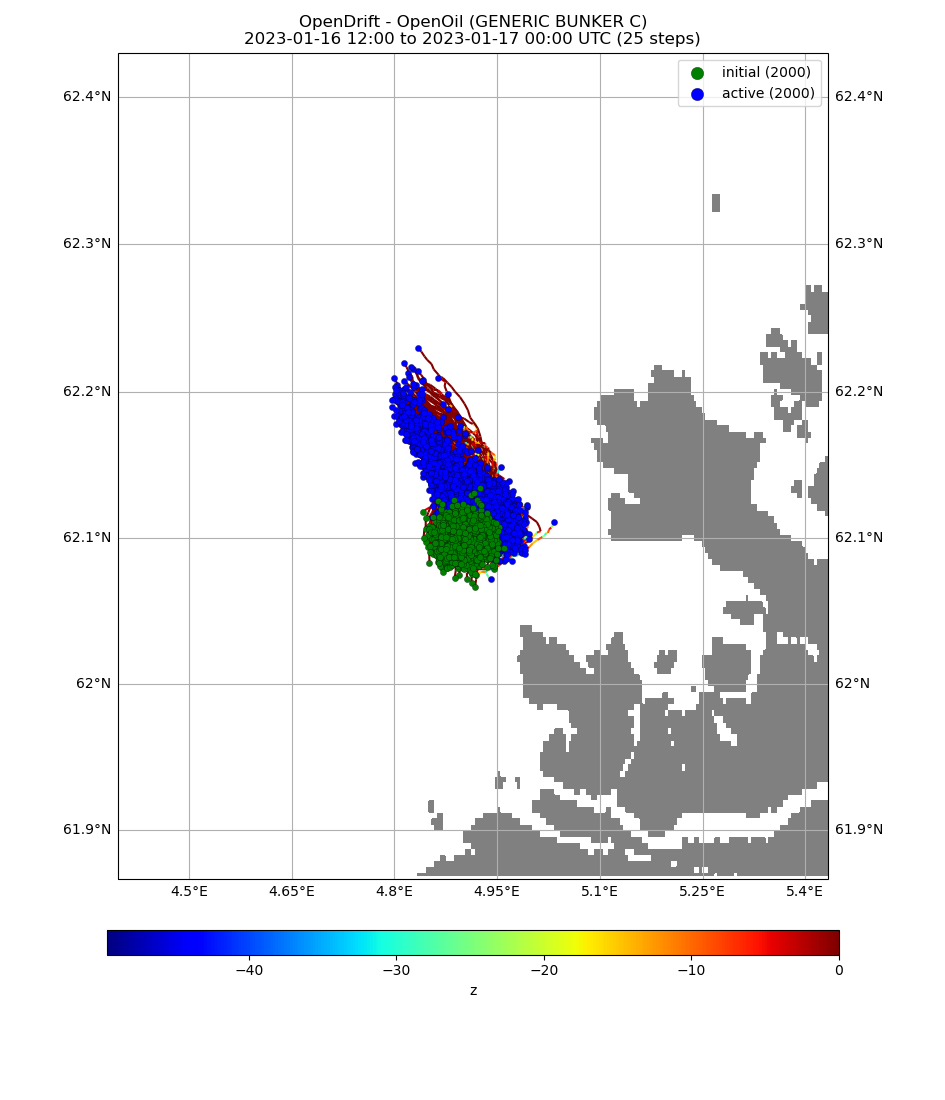 OpenDrift - OpenOil (GENERIC BUNKER C)
2023-01-16 12:00 to 2023-01-17 00:00 UTC (25 steps)
initial (2000)
active (2000)
62.4°N 62.4°N
62.3°N 62.3°N
62.2°N 62.2°N
62.1°N 62.1°N
62°N 62°N
61.9°N 61.9°N
4.5°E 4.65°E 4.8°E 4.95°E 5.1°E 5.25°E 5.4°E
−40 −30 −20 −10 0
z